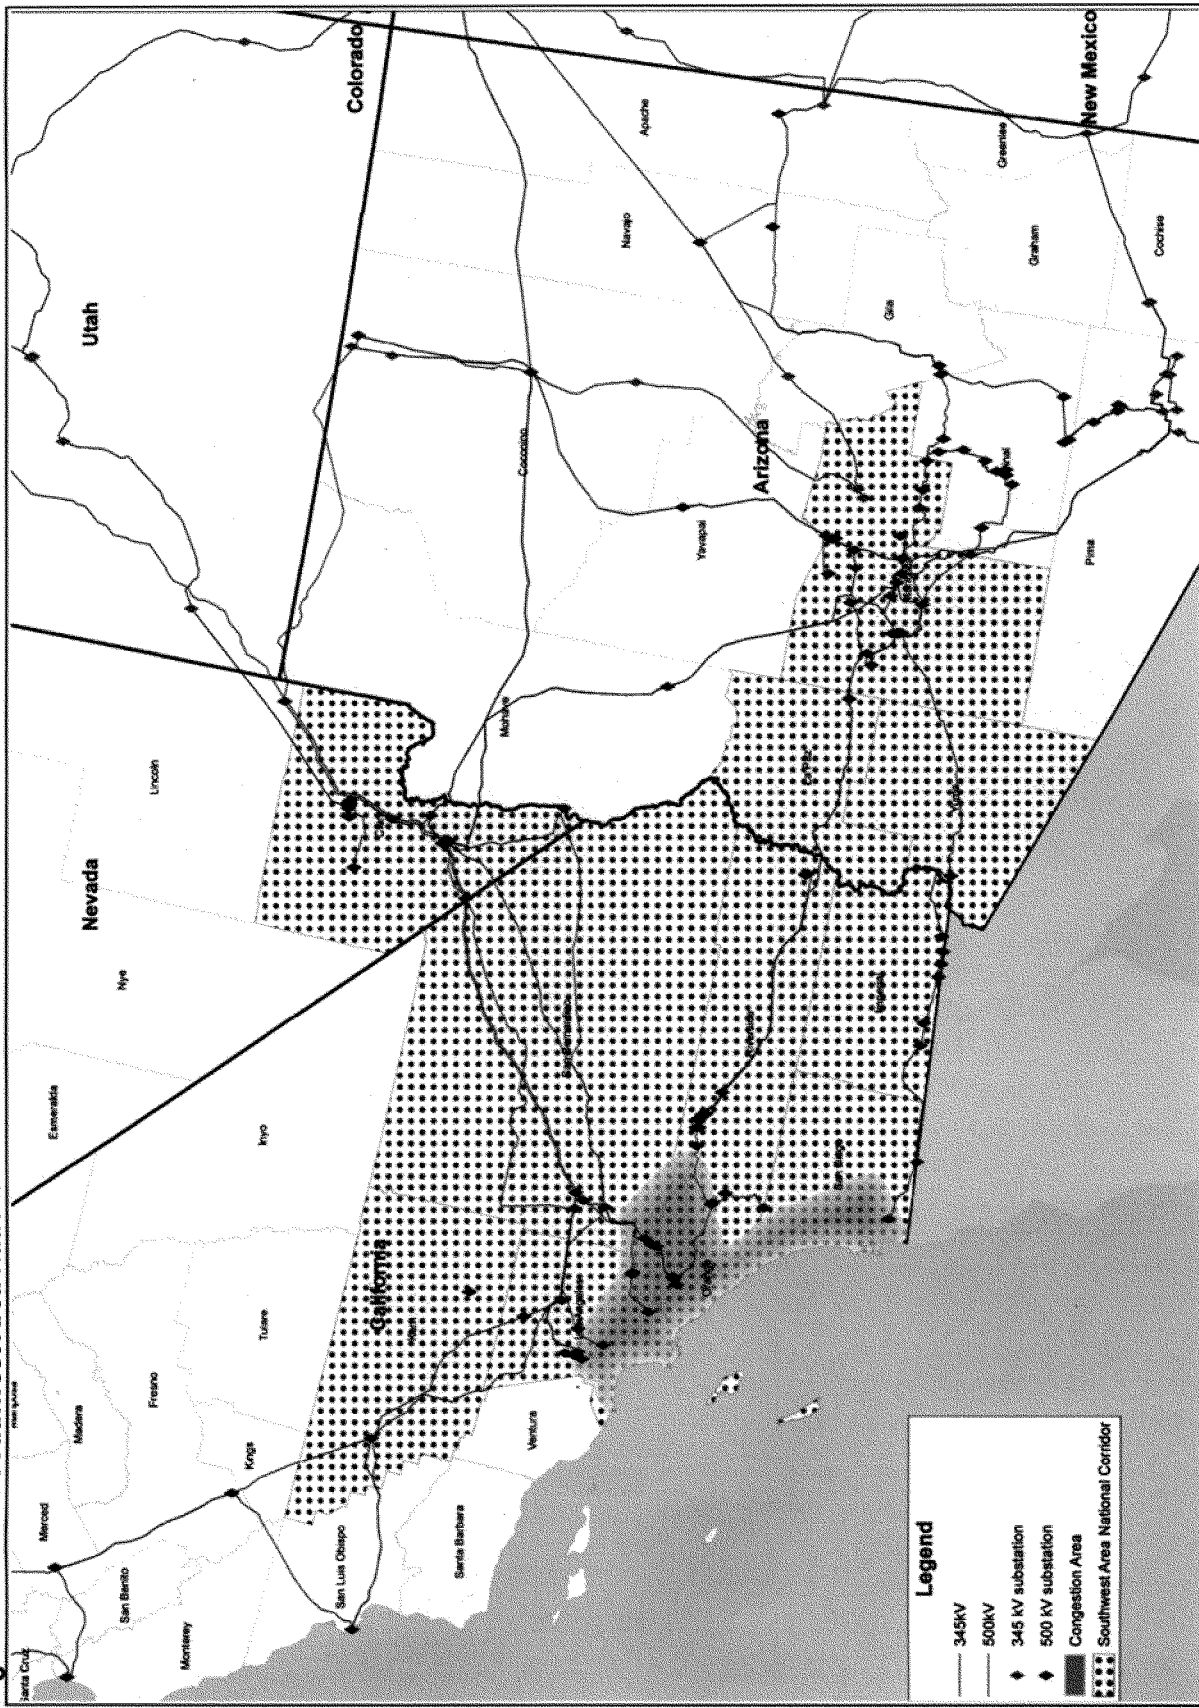 Utah
Colorado
Nevada
Lincoln
Nye
Esmeralda
Inyo
California
Tulare
Fresno
Madera
Merced
Kings
San Benito
Santa Cruz
Monterey
San Luis Obispo
Santa Barbara
Ventura
Kern
Los Angeles
Orange
San Bernardino
Riverside
San Diego
Imperial
Clark
Mohave
Coconino
Yavapai
Arizona
Navajo
Apache
Gila
Graham
Greenlee
New Mexico
Cochise
Pima
Yuma
La Paz
Legend
345kV
500kV
345 kV substation
500 kV substation
Congestion Area
Southwest Area National Corridor